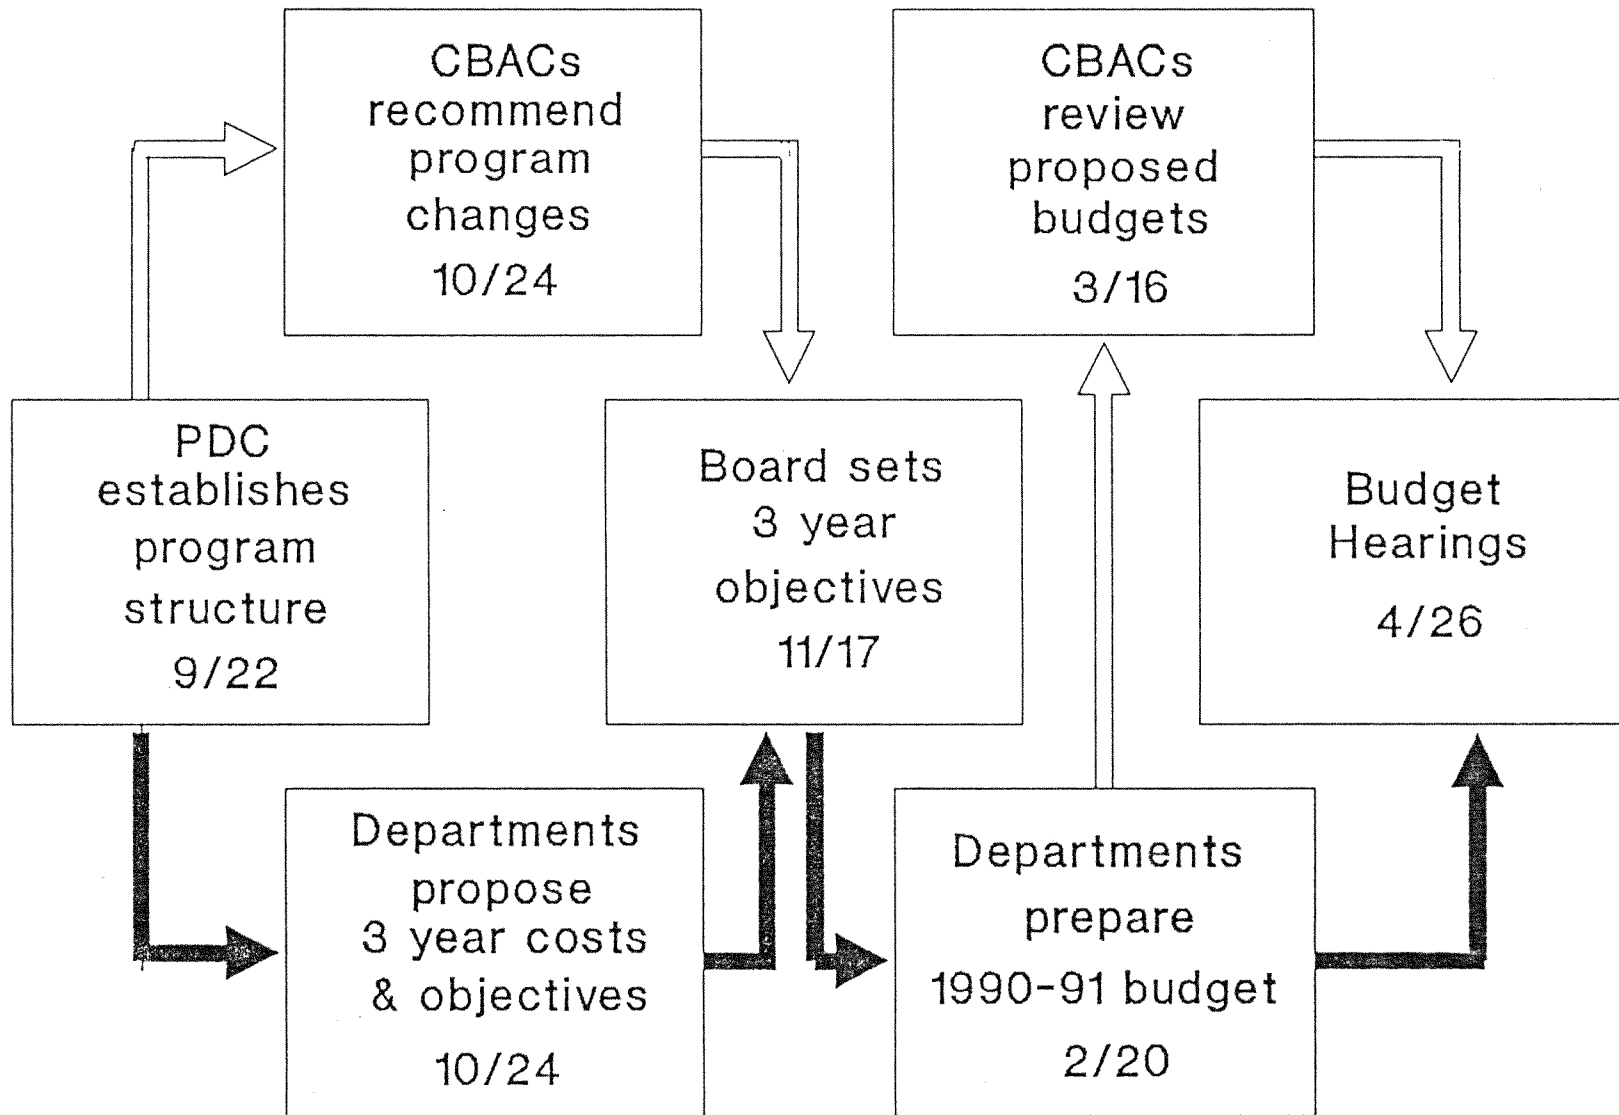 CBACs
recommend
program
changes
10/24
CBACs
review
proposed
budgets
3/16
PDC
establishes
program
structure
9/22
Board sets
3 year
objectives
11/17
Budget
Hearings
4/26
Departments
propose
3 year costs
& objectives
10/24
Departments
prepare
1990-91 budget
2/20